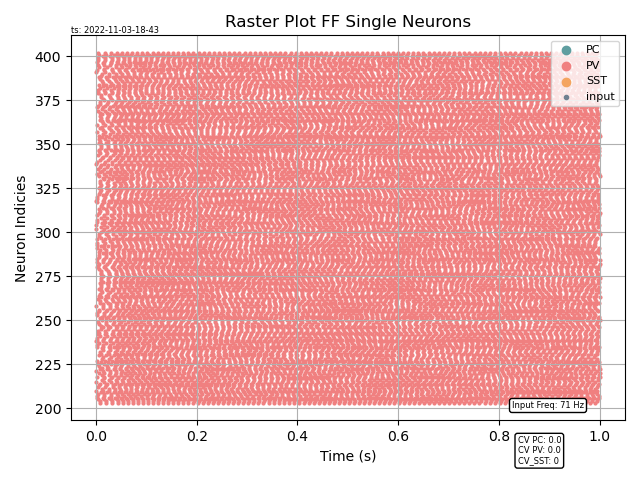 Raster Plot FF Single Neurons
ts: 2022-11-03-18-43
PC
PV
SST
input
400
375
350
325
300
275
250
225
200
Neuron Indicies
Input Freq: 71 Hz
0.0 0.2 0.4 0.6 0.8 1.0
Time (s)
CV PC: 0.0
CV PV: 0.0
CV_SST: 0